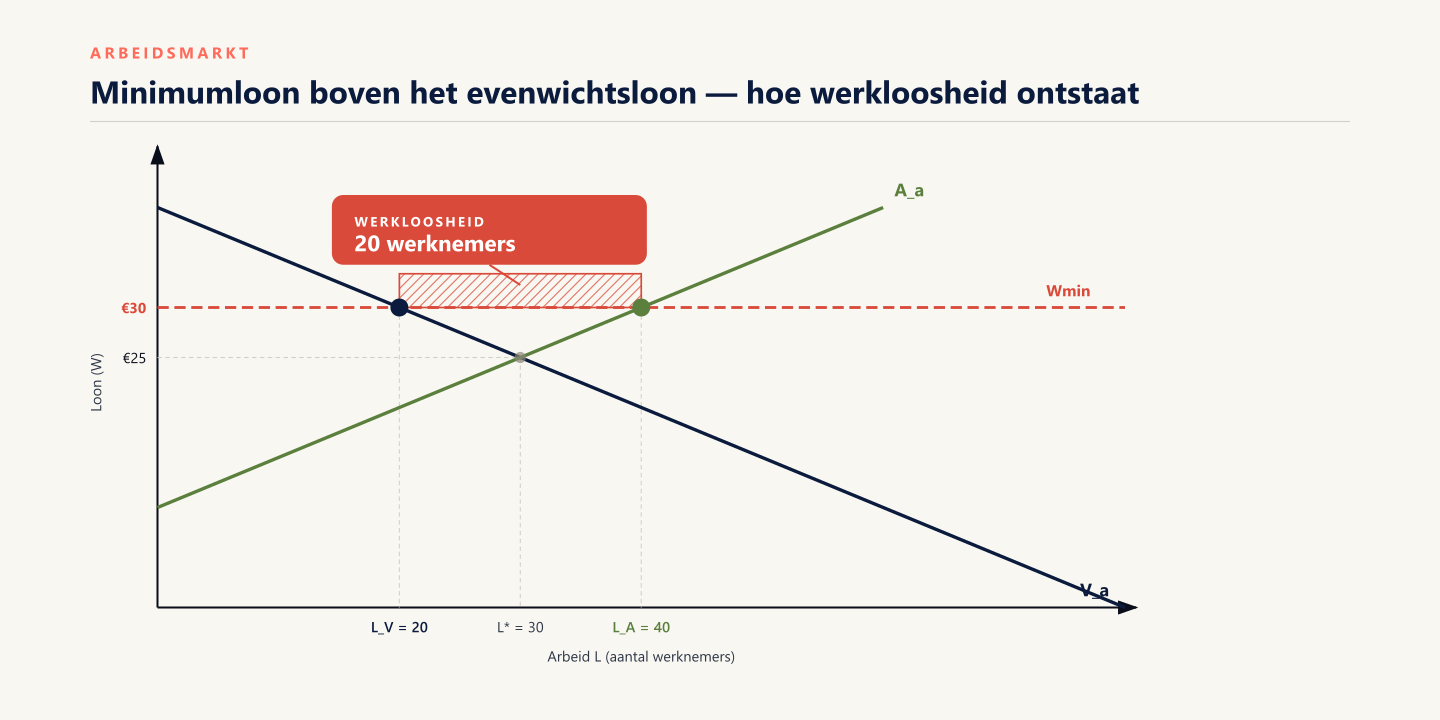 ARBEIDSMARKT
Minimumloon boven het evenwichtsloon — hoe werkloosheid ontstaat
A_a
WERKLOOSHEID
20 werknemers
Wmin
€30
€25
Loon (W)
V_a
L_V = 20
L* = 30
L_A = 40
Arbeid L (aantal werknemers)